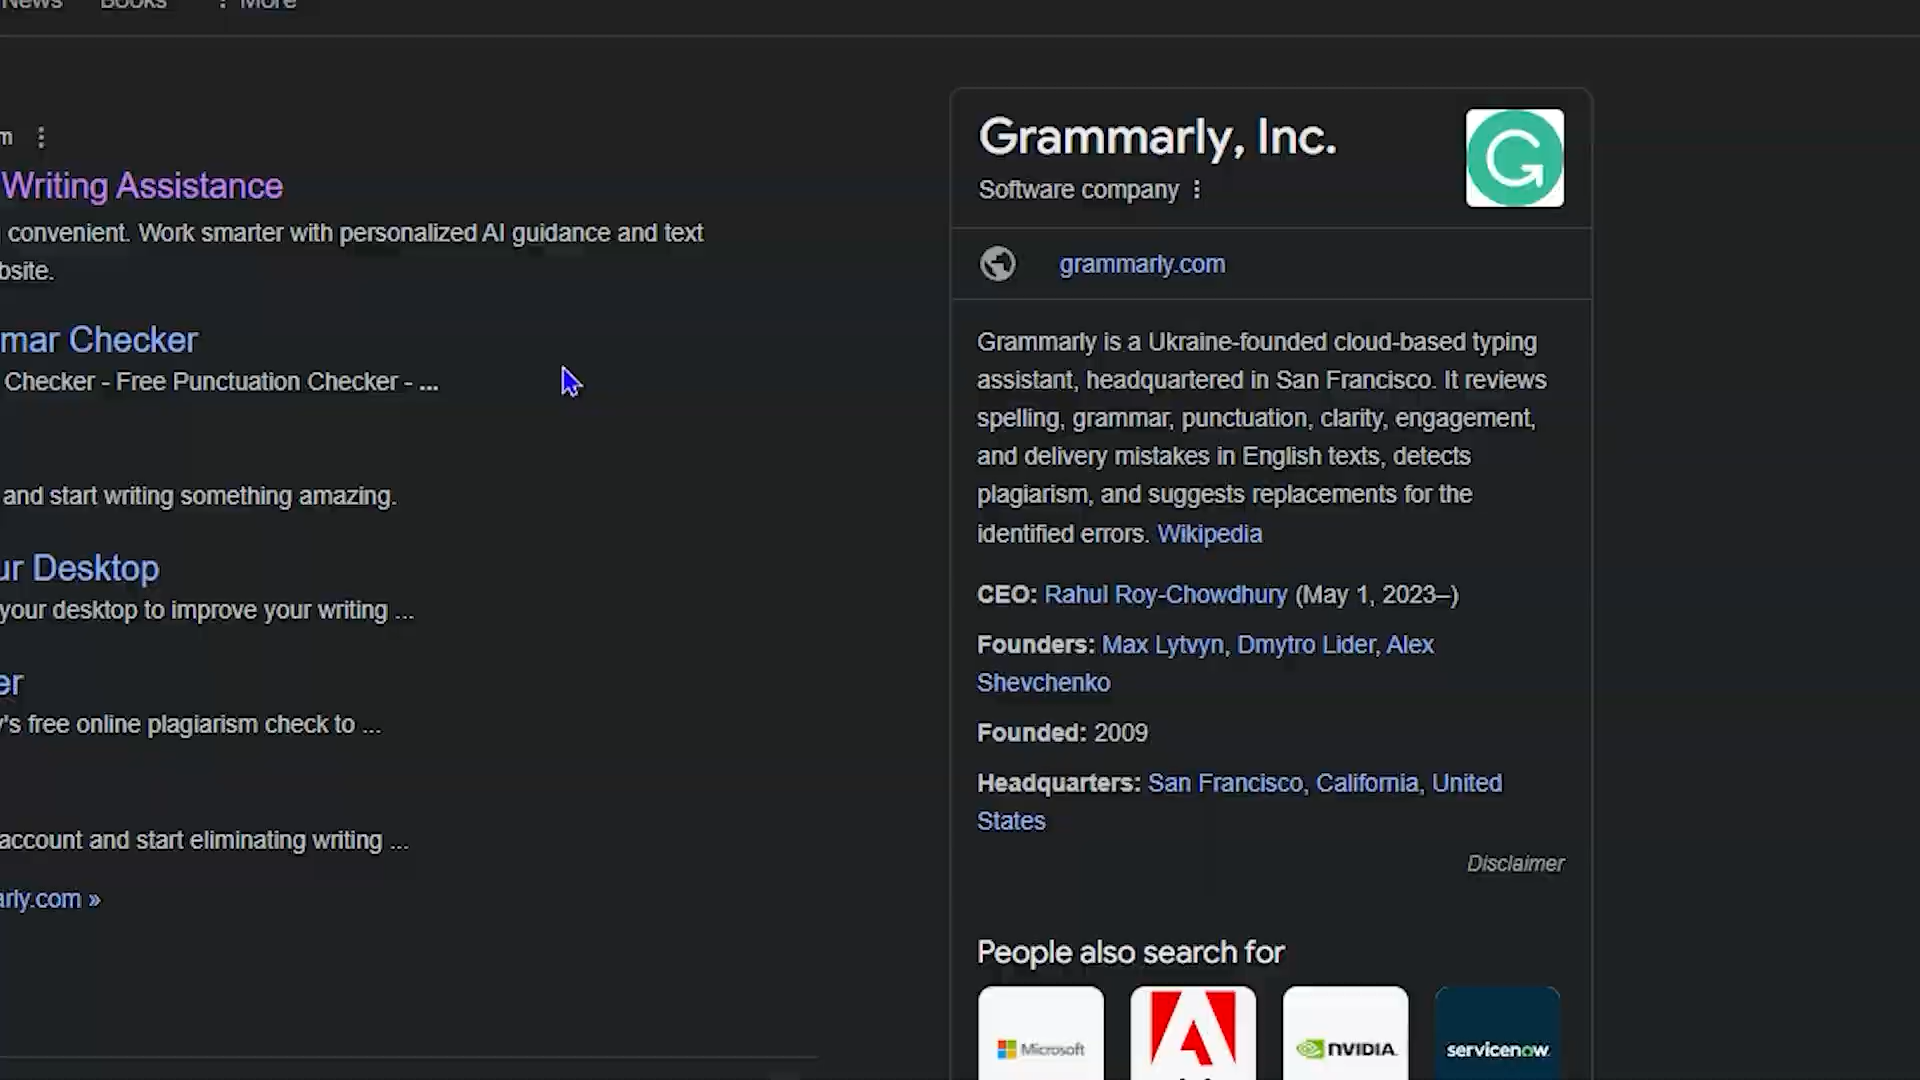 News Books More
m
Writing Assistance
convenient. Work smarter with personalized AI guidance and text
bsite.
mar Checker
Checker - Free Punctuation Checker - ...
and start writing something amazing.
ur Desktop
your desktop to improve your writing ...
er
y's free online plagiarism check to ...
account and start eliminating writing ...
arly.com »
Grammarly, Inc.
Software company
grammarly.com
Grammarly is a Ukraine-founded cloud-based typing
assistant, headquartered in San Francisco. It reviews
spelling, grammar, punctuation, clarity, engagement,
and delivery mistakes in English texts, detects
plagiarism, and suggests replacements for the
identified errors. Wikipedia
CEO: Rahul Roy-Chowdhury (May 1, 2023–)
Founders: Max Lytvyn, Dmytro Lider, Alex
Shevchenko
Founded: 2009
Headquarters: San Francisco, California, United
States
Disclaimer
People also search for
Microsoft
NVIDIA.
servicenow